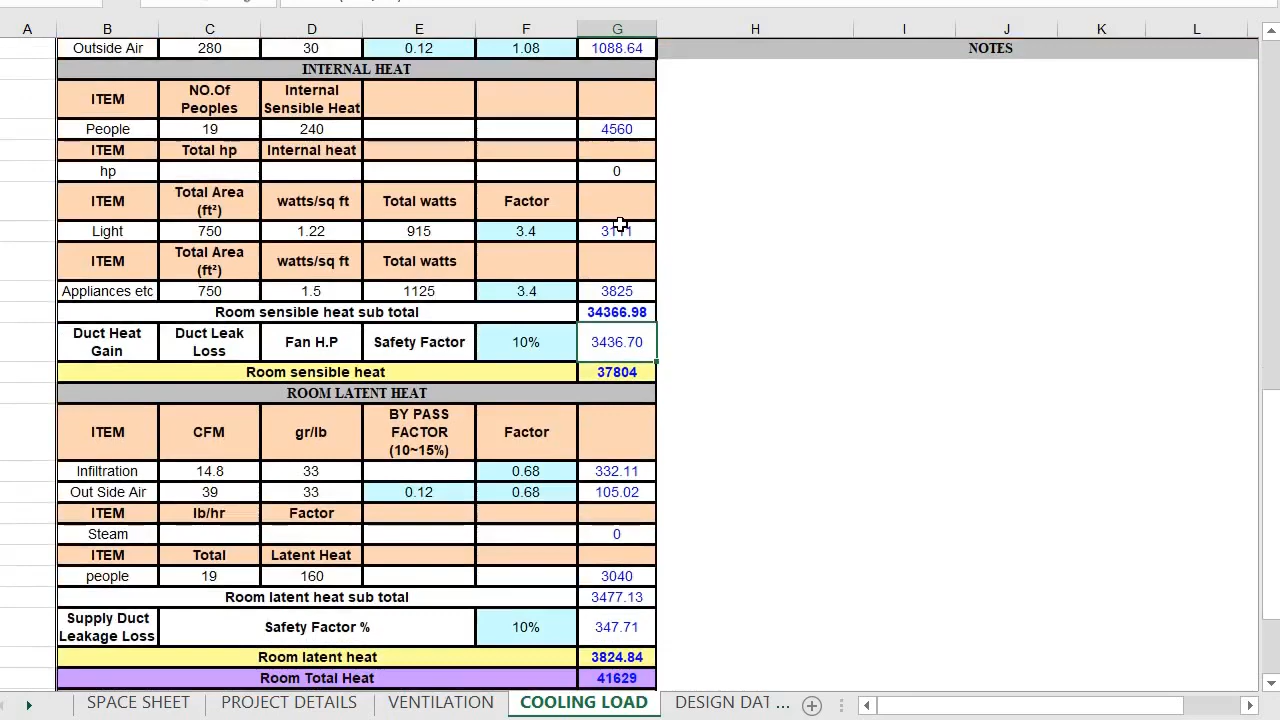 B C D E F G H I J K L
A
Outside Air 280 30 0.12 1.08 1088.64 NOTES
INTERNAL HEAT
ITEM NO.Of Peoples Internal Sensible Heat
People 19 240 4560
ITEM Total hp Internal heat
hp 0
ITEM Total Area (ft²) watts/sq ft Total watts Factor
Light 750 1.22 915 3.4 3111
ITEM Total Area (ft²) watts/sq ft Total watts
Appliances etc 750 1.5 1125 3.4 3825
Room sensible heat sub total 34366.98
Duct Heat Gain Duct Leak Loss Fan H.P Safety Factor 10% 3436.70
Room sensible heat 37804
ROOM LATENT HEAT
ITEM CFM gr/lb BY PASS FACTOR (10~15%) Factor
Infiltration 14.8 33 0.68 332.11
Out Side Air 39 33 0.12 0.68 105.02
ITEM lb/hr Factor
Steam 0
ITEM Total Latent Heat
people 19 160 3040
Room latent heat sub total 3477.13
Supply Duct Leakage Loss Safety Factor % 10% 347.71
Room latent heat 3824.84
Room Total Heat 41629
SPACE SHEET PROJECT DETAILS VENTILATION COOLING LOAD DESIGN DAT ...